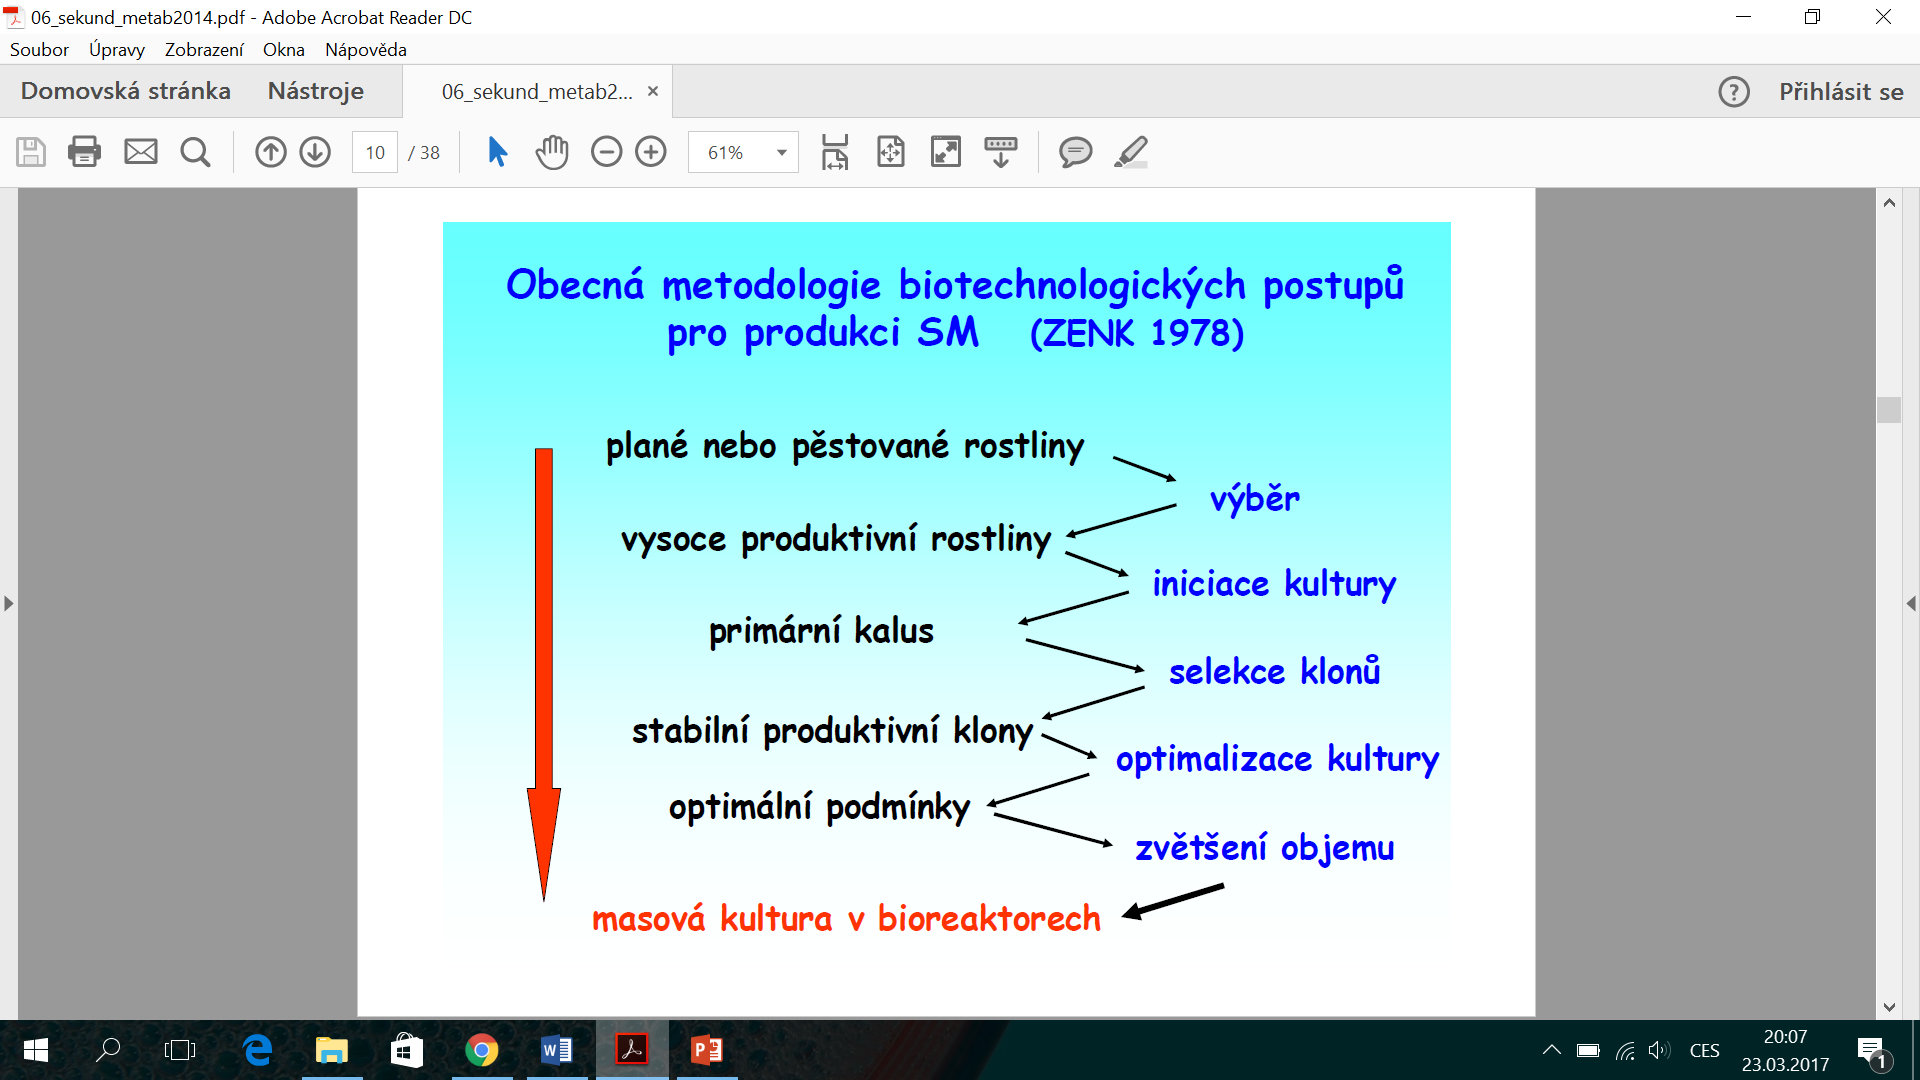 06_sekund_metab2014.pdf - Adobe Acrobat Reader DC
Soubor Úpravy Zobrazení Okna Nápověda
Domovská stránka Nástroje 06_sekund_metab2... × ? Přihlásit se
10 / 38 61%
Obecná metodologie biotechnologických postupů
pro produkci SM (ZENK 1978)
plané nebo pěstované rostliny
výběr
vysoce produktivní rostliny
iniciace kultury
primární kalus
selekce klonů
stabilní produktivní klony
optimalizace kultury
optimální podmínky
zvětšení objemu
masová kultura v bioreaktorech
CES
20:07
23.03.2017
1